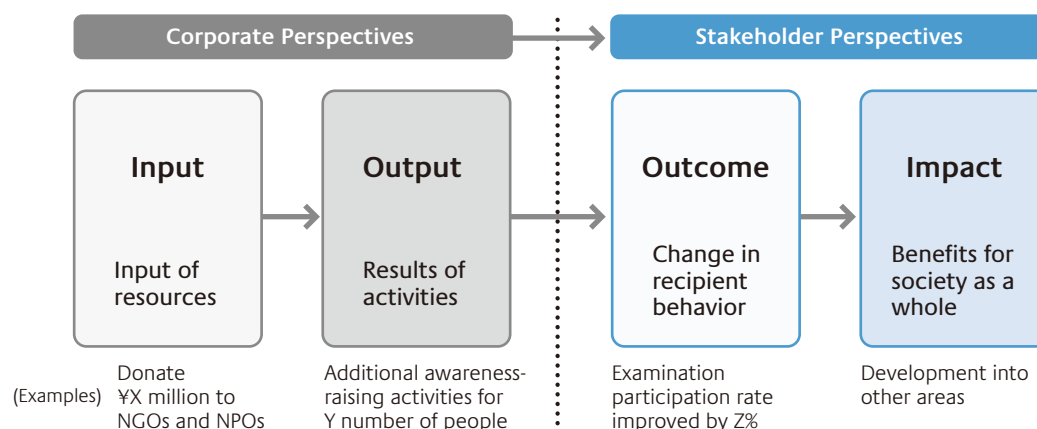 Corporate Perspectives
Stakeholder Perspectives
Input
Input of
resources
Output
Results of
activities
Outcome
Change in
recipient
behavior
Impact
Benefits for
society as a
whole
(Examples)
Donate
¥X million to
NGOs and NPOs
Additional awareness-
raising activities for
Y number of people
Examination
participation rate
improved by Z%
Development into
other areas